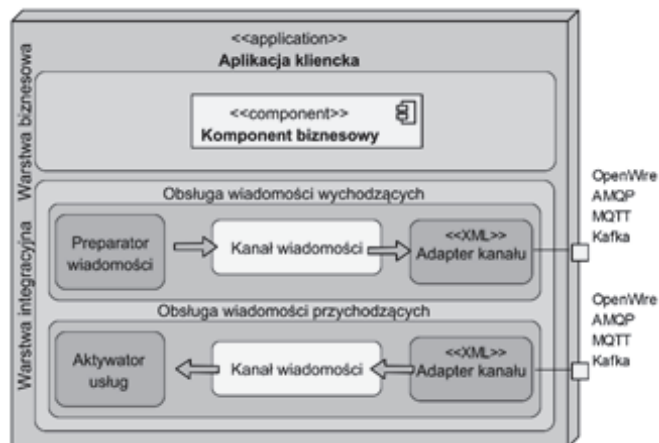 <<application>>
Aplikacja kliencka
Warstwa biznesowa
<<component>>
Komponent biznesowy
Warstwa integracyjna
Obsługa wiadomości wychodzących
Preparator
wiadomości
Kanał wiadomości
<<XML>>
Adapter kanału
OpenWire
AMQP
MQTT
Kafka
Obsługa wiadomości przychodzących
Aktywator
usług
Kanał wiadomości
<<XML>>
Adapter kanału
OpenWire
AMQP
MQTT
Kafka